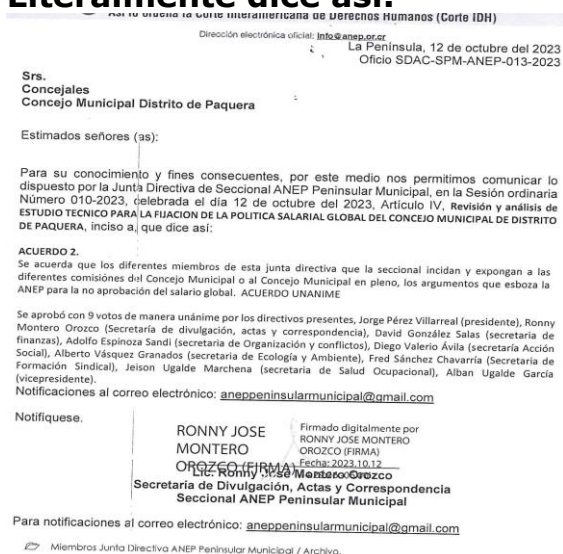 Literalmente dice así:
Así lo ordena la Corte Interamericana de Derechos Humanos (Corte IDH)
Dirección electrónica oficial: info@anep.or.cr
La Península, 12 de octubre del 2023
Oficio SDAC-SPM-ANEP-013-2023
Srs.
Concejales
Concejo Municipal Distrito de Paquera
Estimados señores (as):
Para su conocimiento y fines consecuentes, por este medio nos permitimos comunicar lo
dispuesto por la Junta Directiva de Seccional ANEP Peninsular Municipal, en la Sesión ordinaria
Número 010-2023, celebrada el día 12 de octubre del 2023, Articulo IV, Revisión y análisis de
ESTUDIO TECNICO PARA LA FIJACION DE LA POLITICA SALARIAL GLOBAL DEL CONCEJO MUNICIPAL DE DISTRITO
DE PAQUERA, inciso a, que dice así:
ACUERDO 2.
Se acuerda que los diferentes miembros de esta junta directiva que la seccional incidan y expongan a las
diferentes comisiones del Concejo Municipal o al Concejo Municipal en pleno, los argumentos que esboza la
ANEP para la no aprobación del salario global. ACUERDO UNANIME
Se aprobó con 9 votos de manera unánime por los directivos presentes, Jorge Pérez Villarreal (presidente), Ronny
Montero Orozco (Secretaría de divulgación, actas y correspondencia), David González Salas (secretaria de
finanzas), Adolfo Espinoza Sandi (secretaria de Organización y conflictos), Diego Valerio Ávila (secretaría Acción
Social), Alberto Vásquez Granados (secretaria de Ecología y Ambiente), Fred Sánchez Chavarría (Secretaria de
Formación Sindical), Jeison Ugalde Marchena (secretaria de Salud Ocupacional), Alban Ugalde García
(vicepresidente).
Notificaciones al correo electrónico: aneppeninsularmunicipal@gmail.com
Notifíquese.
RONNY JOSE
MONTERO
OROZCO (FIRMA)
Firmado digitalmente por
RONNY JOSE MONTERO
OROZCO (FIRMA)
Fecha: 2023.10.12
Lic. Ronny José Montero Orozco
Secretaría de Divulgación, Actas y Correspondencia
Seccional ANEP Peninsular Municipal
Para notificaciones al correo electrónico: aneppeninsularmunicipal@gmail.com
Miembros Junta Directiva ANEP Peninsular Municipal / Archivo.